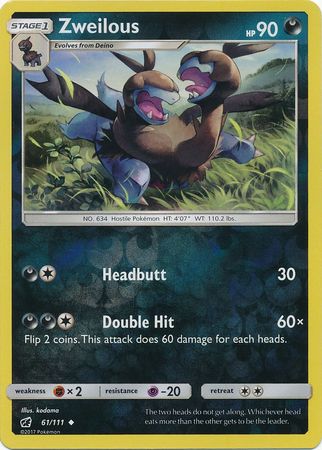 STAGE1
Zweilous
HP 90
Evolves from Deino
NO. 634 Hostile Pokémon HT: 4'07" WT: 110.2 lbs.
Headbutt 30
Double Hit 60×
Flip 2 coins. This attack does 60 damage for each heads.
weakness × 2 resistance -20 retreat
Illus. kodama
61/111
©2017 Pokémon
The two heads do not get along. Whichever head
eats more than the other gets to be the leader.